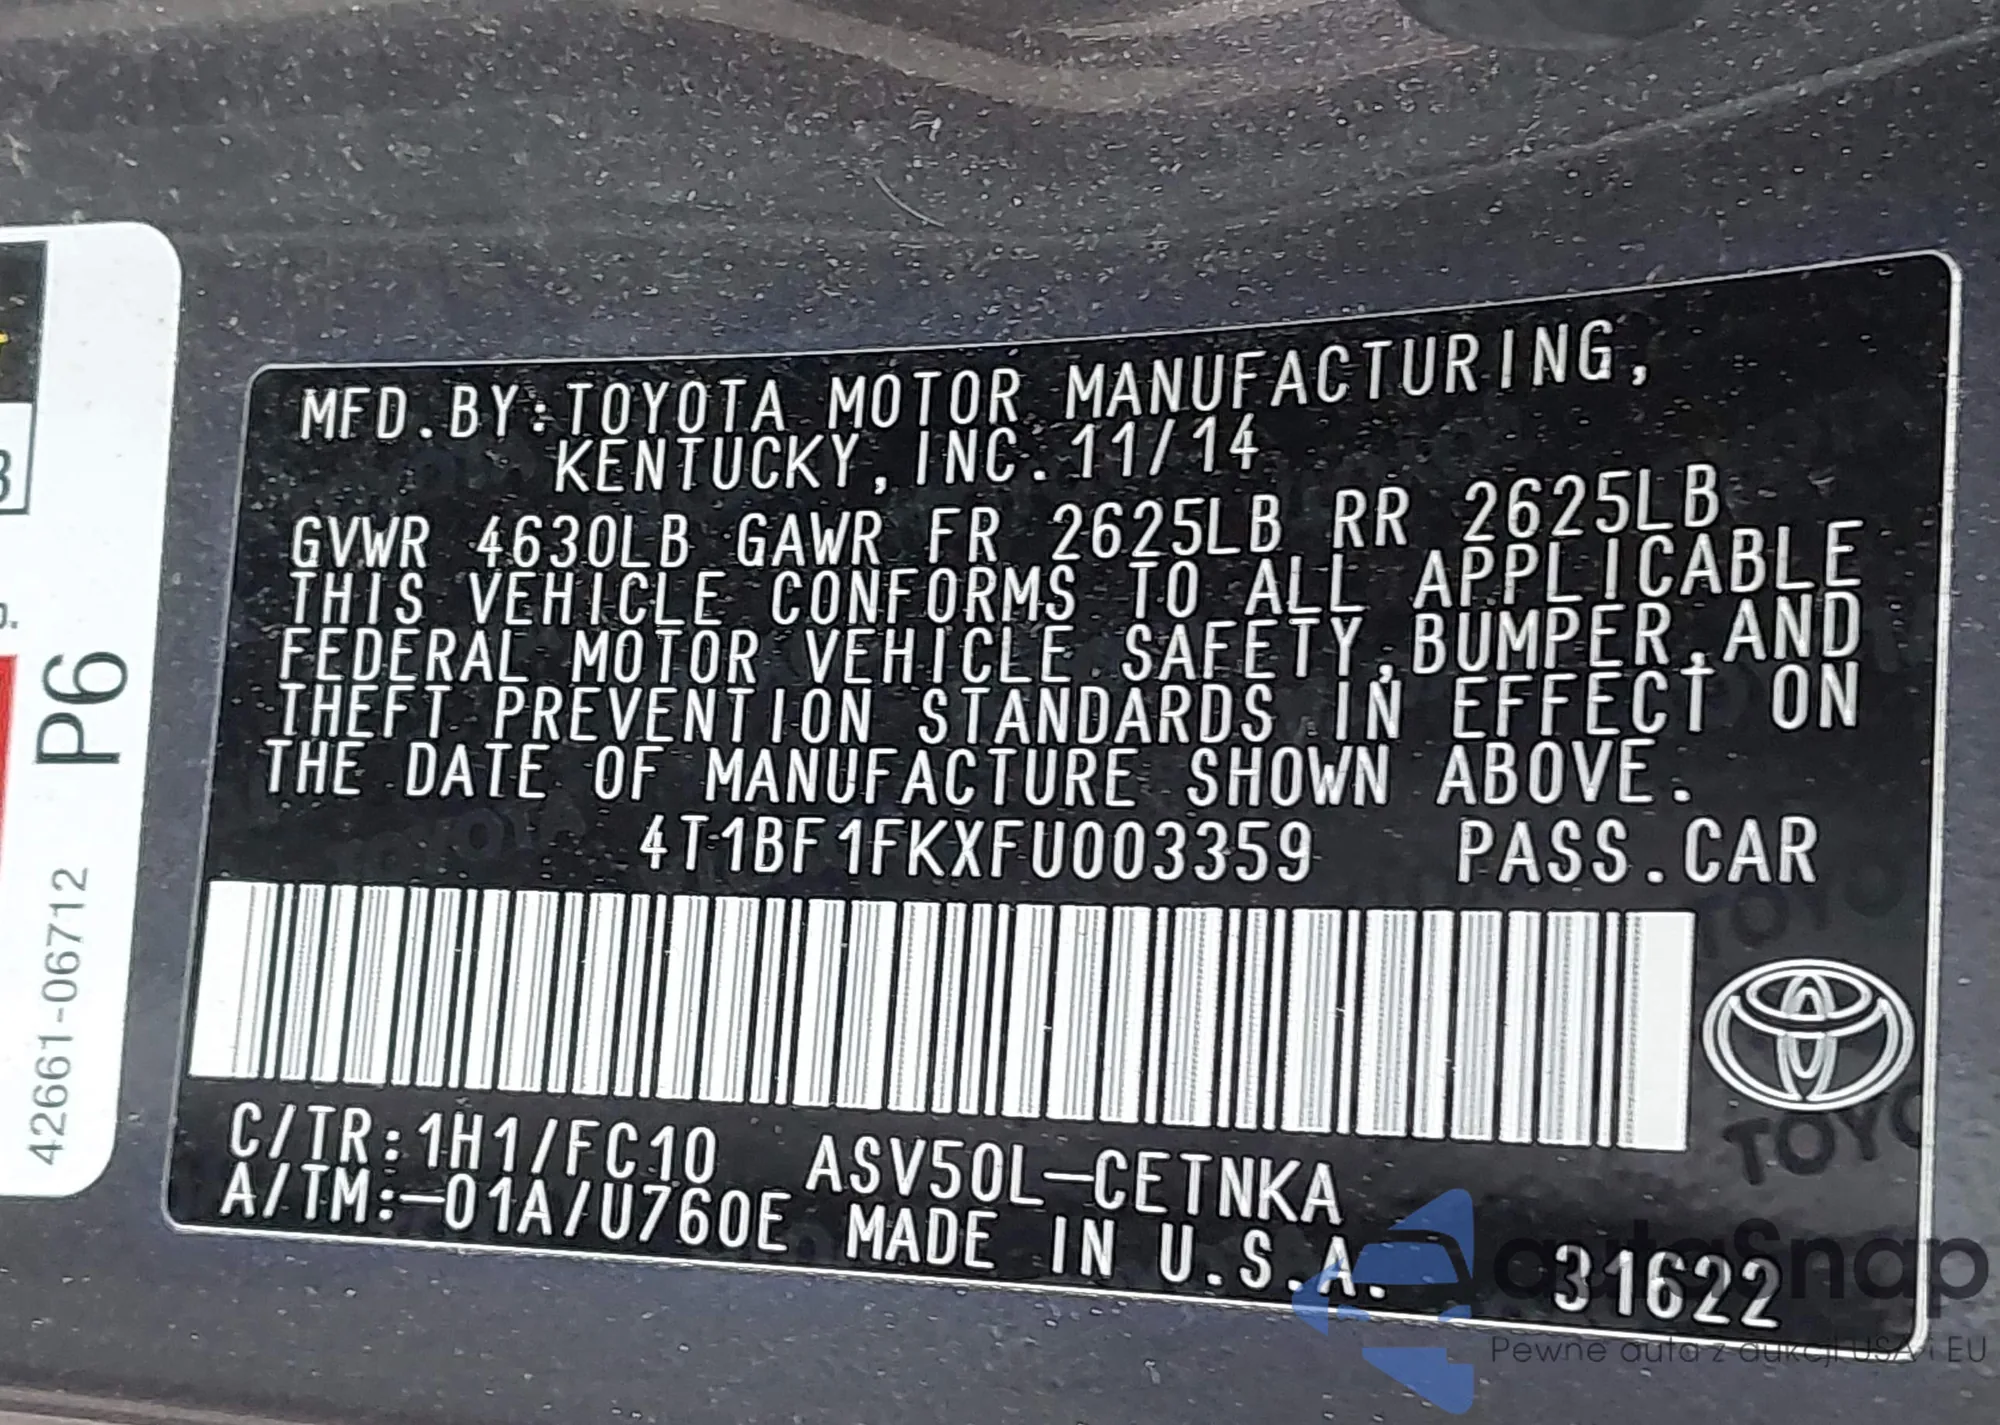 MFD.BY:TOYOTA MOTOR MANUFACTURING,
KENTUCKY, INC. 11/14
GVWR 4630LB GAWR FR 2625LB RR 2625LB
THIS VEHICLE CONFORMS TO ALL APPLICABLE
FEDERAL MOTOR VEHICLE SAFETY,BUMPER,AND
THEFT PREVENTION STANDARDS IN EFFECT ON
THE DATE OF MANUFACTURE SHOWN ABOVE.
4T1BF1FKXFU003359 PASS.CAR
C/TR:1H1/FC10 ASV50L-CETNKA
A/TM:-01A/U760E MADE IN U.S.A. 31622
TOYO
P6
42661-06712
autoSnap
Pewne auta z aukcji USA i EU